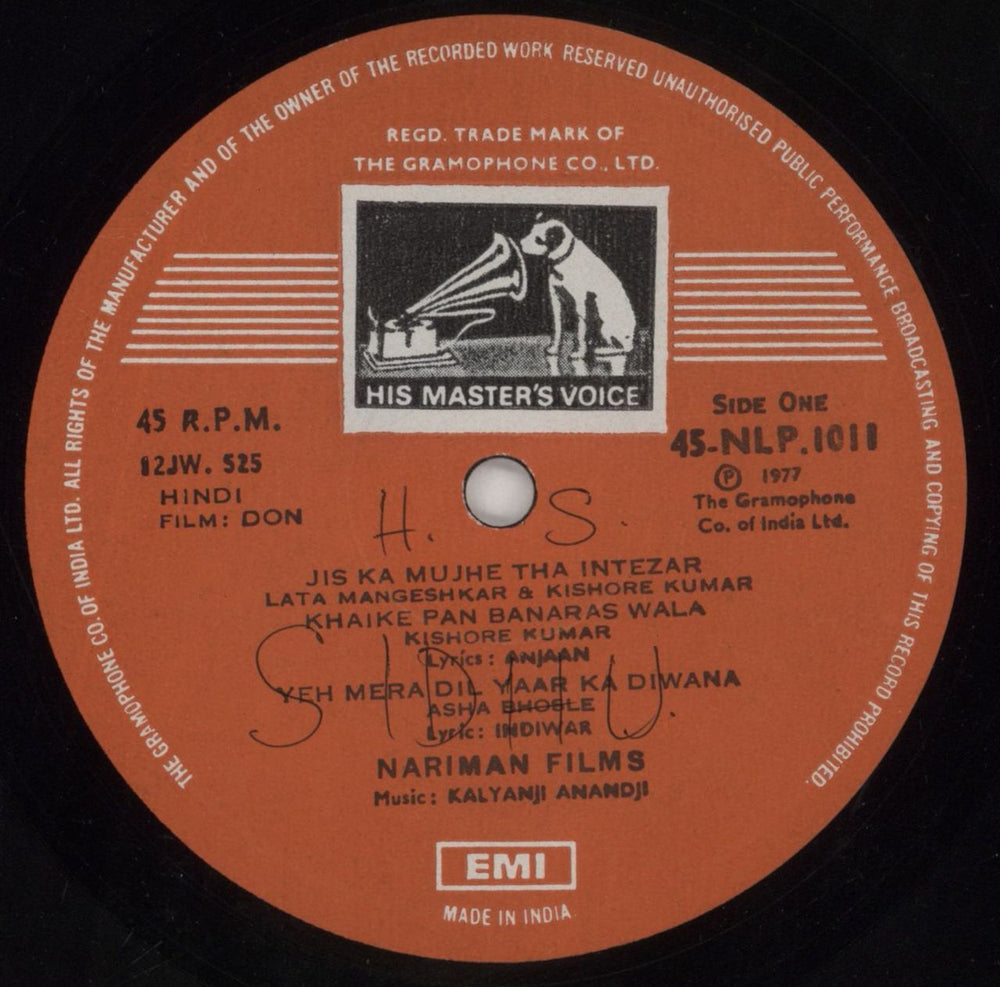 THE GRAMOPHONE CO. OF INDIA LTD. ALL RIGHTS OF THE MANUFACTURER AND OF THE OWNER OF THE RECORDED WORK RESERVED UNAUTHORISED PUBLIC PERFORMANCE BROADCASTING AND COPYING OF THIS RECORD PROHIBITED.
REGD. TRADE MARK OF
THE GRAMOPHONE CO., LTD.
HIS MASTER'S VOICE
45 R.P.M.
12JW. 525
HINDI
FILM: DON
SIDE ONE
45-NLP.1011
Ⓟ 1977
The Gramophone
Co. of India Ltd.
H. S.
JIS KA MUJHE THA INTEZAR
LATA MANGESHKAR & KISHORE KUMAR
KHAIKE PAN BANARAS WALA
KISHORE KUMAR
Lyrics: ANJAAN
SIDHU.
YEH MERA DIL YAAR KA DIWANA
ASHA BHOSLE
Lyric: INDIWAR
NARIMAN FILMS
Music: KALYANJI ANANDJI
EMI
MADE IN INDIA